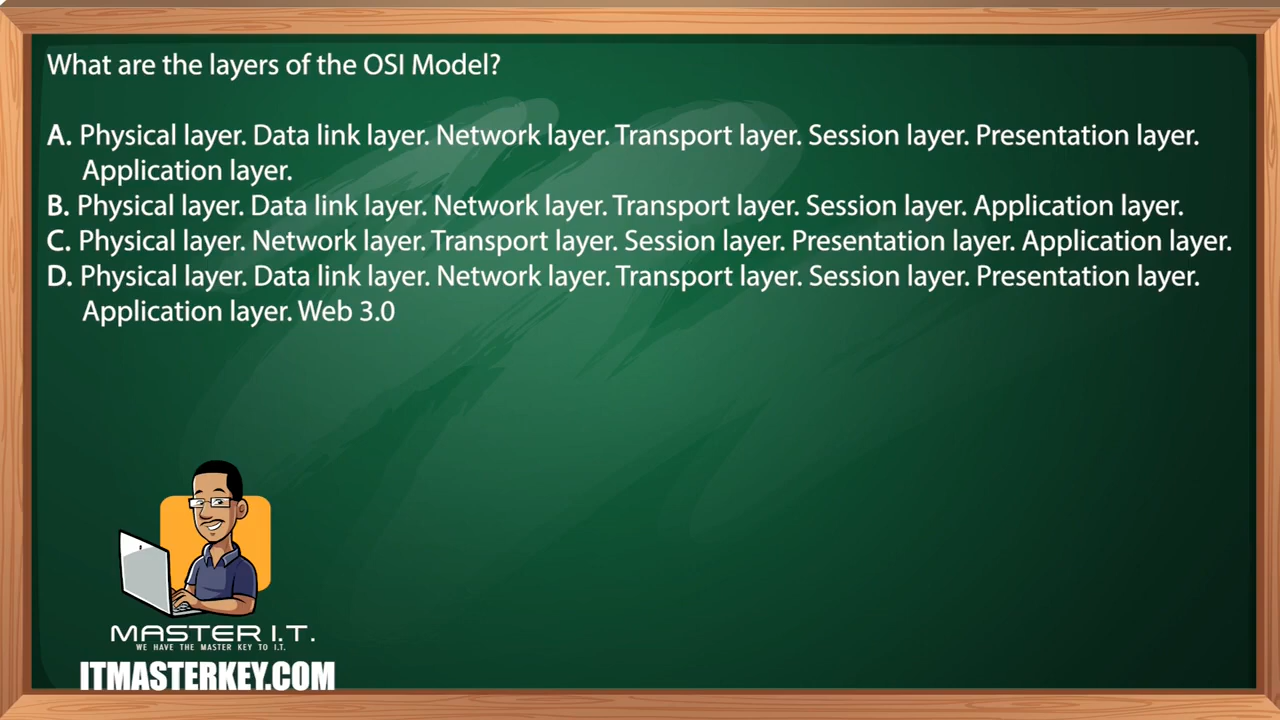 What are the layers of the OSI Model?
A. Physical layer. Data link layer. Network layer. Transport layer. Session layer. Presentation layer.
Application layer.
B. Physical layer. Data link layer. Network layer. Transport layer. Session layer. Application layer.
C. Physical layer. Network layer. Transport layer. Session layer. Presentation layer. Application layer.
D. Physical layer. Data link layer. Network layer. Transport layer. Session layer. Presentation layer.
Application layer. Web 3.0
MASTER I.T.
WE HAVE THE MASTER KEY TO I.T.
ITMASTERKEY.COM